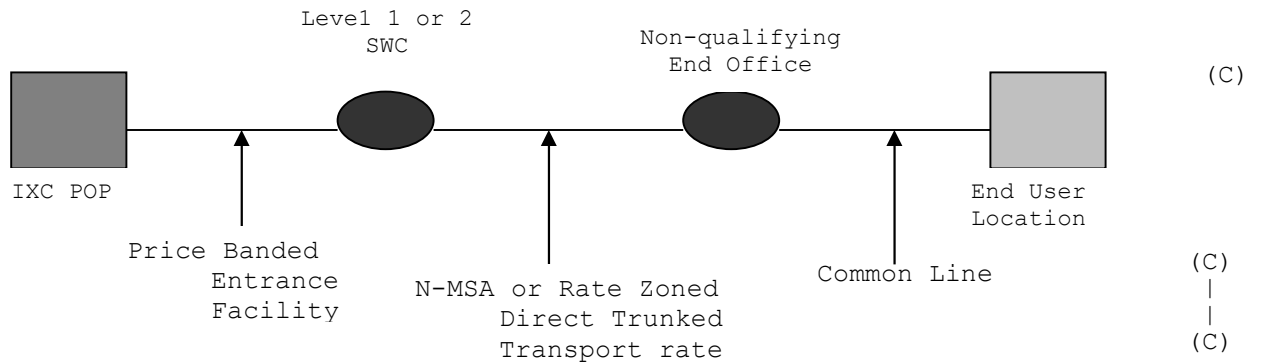 Level 1 or 2
SWC
Non-qualifying
End Office
(C)
IXC POP
End User
Location
Price Banded
Entrance
Facility
N-MSA or Rate Zoned
Direct Trunked
Transport rate
Common Line
(C)
|
|
(C)